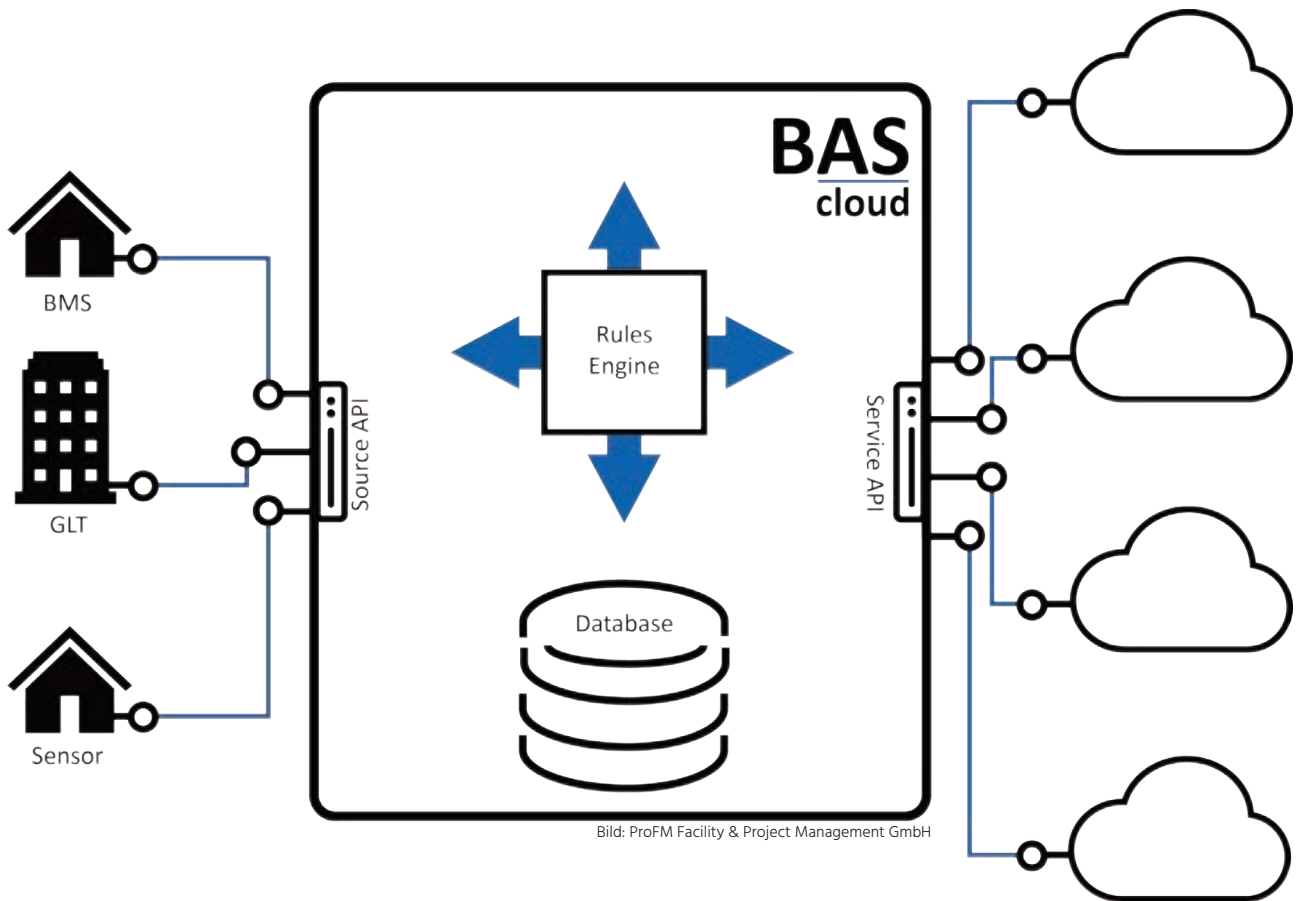 BAS
cloud
BMS
GLT
Sensor
Source API
Rules
Engine
Database
Service API
Bild: ProFM Facility & Project Management GmbH